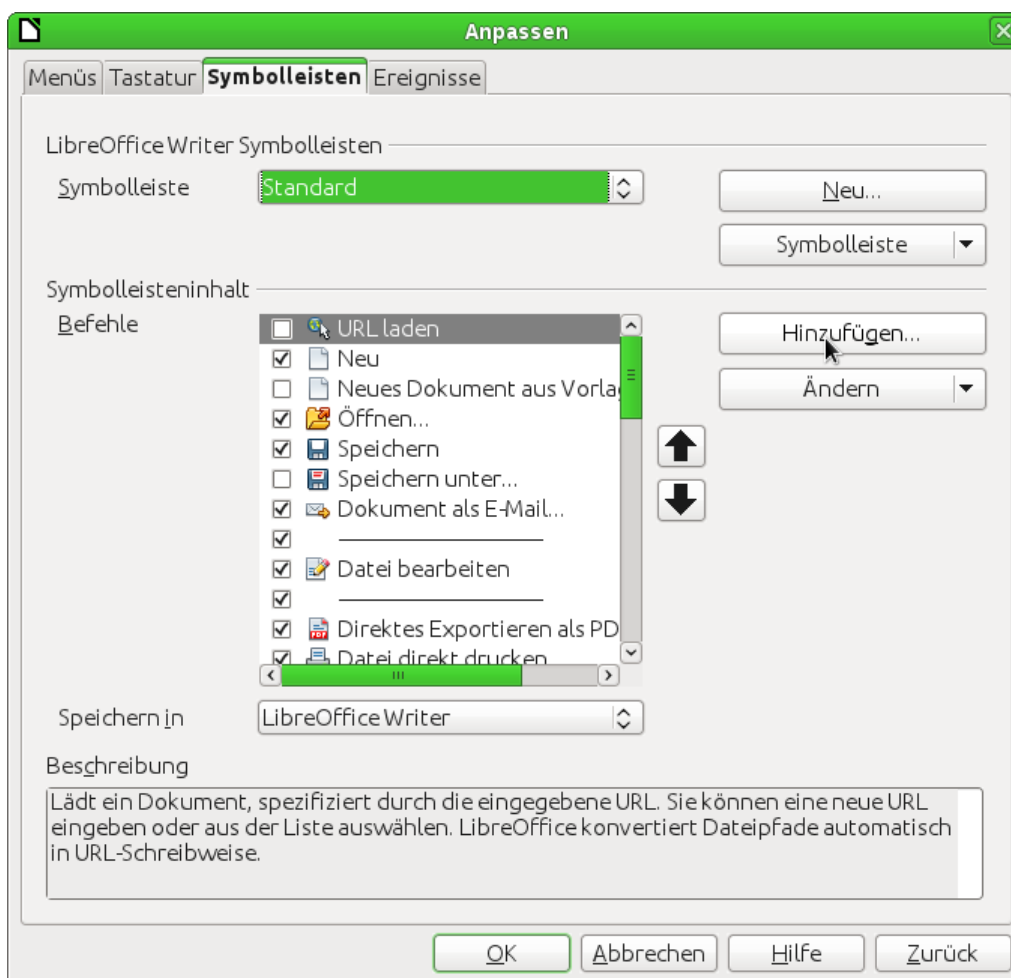 Anpassen
Menüs Tastatur Symbolleisten Ereignisse
LibreOffice Writer Symbolleisten
Symbolleiste Standard Neu...
Symbolleiste
Symbolleisteninhalt
Befehle URL laden Hinzufügen...
Neu
Neues Dokument aus Vorla
Ändern
Öffnen...
Speichern
Speichern unter...
Dokument als E-Mail...
Datei bearbeiten
Direktes Exportieren als PD
Datei direkt drucken
Speichern in LibreOffice Writer
Beschreibung
Lädt ein Dokument, spezifiziert durch die eingegebene URL. Sie können eine neue URL
eingeben oder aus der Liste auswählen. LibreOffice konvertiert Dateipfade automatisch
in URL-Schreibweise.
OK Abbrechen Hilfe Zurück